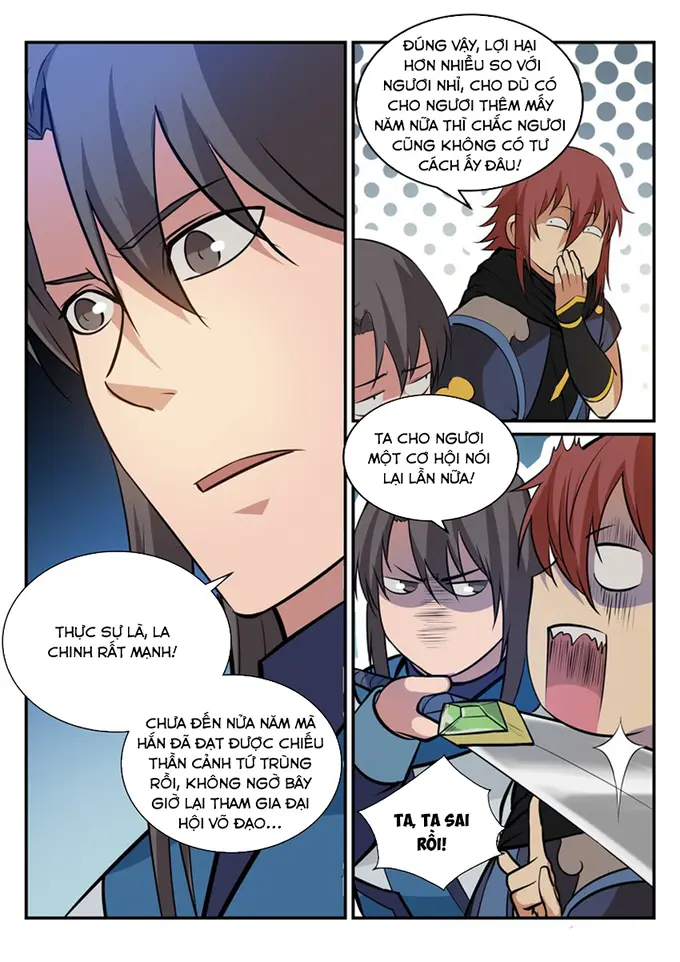 THỰC SỰ LÀ, LA
CHINH RẤT MẠNH!
CHƯA ĐẾN NỬA NĂM MÀ
HẮN ĐÃ ĐẠT ĐƯỢC CHIẾU
THẦN CẢNH TỨ TRÙNG
RỒI, KHÔNG NGỜ BÂY
GIỜ LẠI THAM GIA ĐẠI
HỘI VÕ ĐẠO...
ĐÚNG VẬY, LỢI HẠI
HƠN NHIỀU SO VỚI
NGƯƠI NHỈ, CHO DÙ CÓ
CHO NGƯƠI THÊM MẤY
NĂM NỮA THÌ CHẮC NGƯƠI
CŨNG KHÔNG CÓ TƯ
CÁCH ẤY ĐÂU!
TA CHO NGƯƠI
MỘT CƠ HỘI NÓI
LẠI LẦN NỮA!
TA, TA SAI
RỒI!